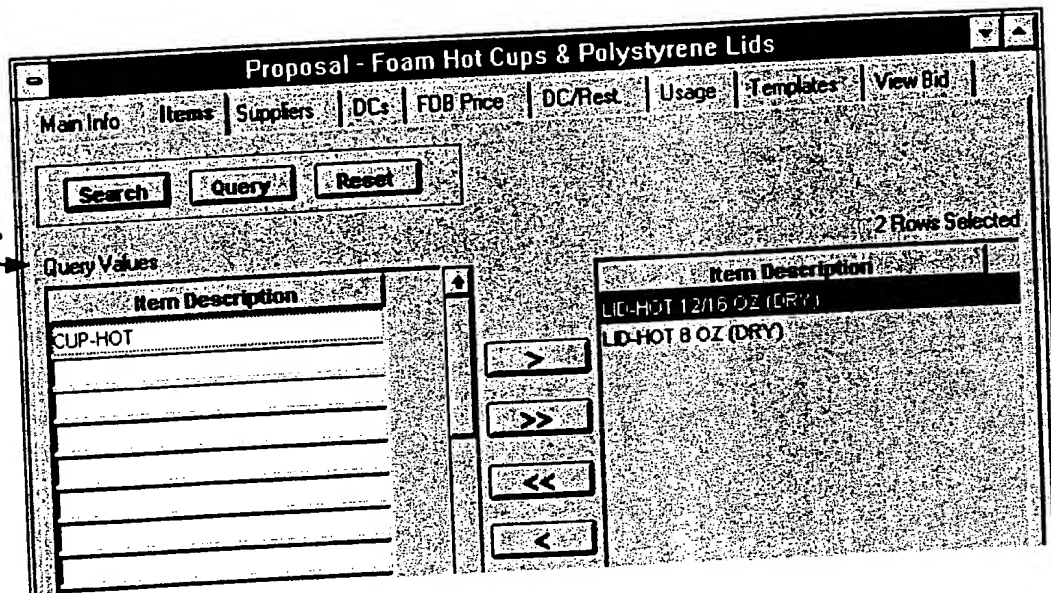 Proposal - Foam Hot Cups & Polystyrene Lids
Main Info Items Suppliers DCs FOB Price DC/Rest. Usage Templates View Bid
Search Query Reset
2 Rows Selected
Query Values
Item Description
CUP-HOT
>
>>
<<
<
Item Description
LID-HOT 12/16 OZ (DRY)
LID-HOT 8 OZ (DRY)